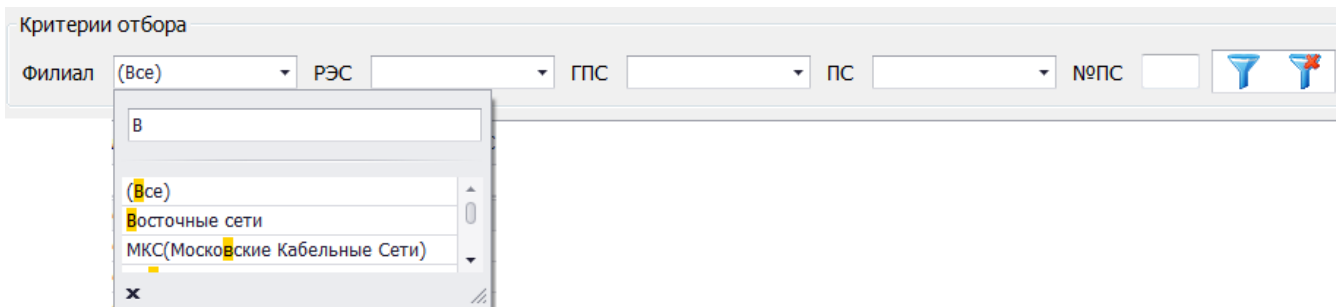 Критерии отбора
Филиал (Все) РЭС ГПС ПС №ПС
В
(Все)
Восточные сети
МКС(Московские Кабельные Сети)
x